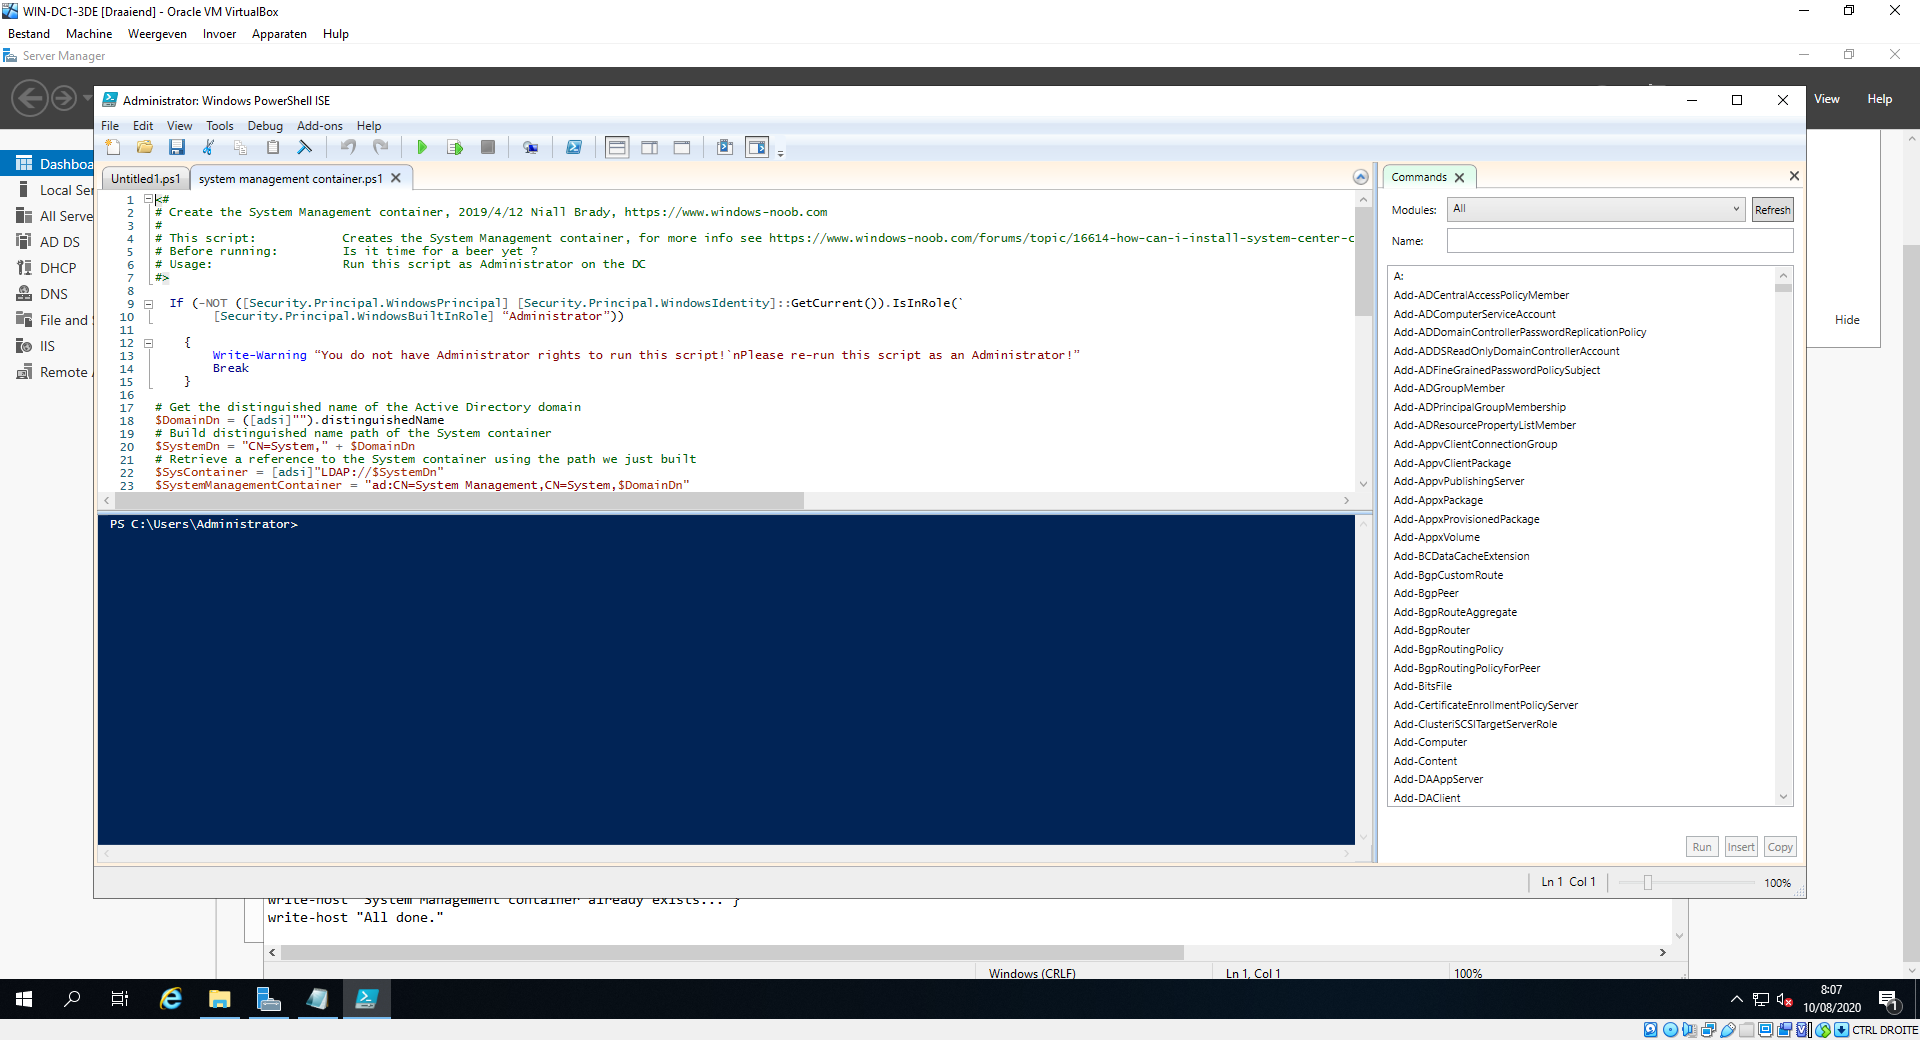 WIN-DC1-3DE [Draaiend] - Oracle VM VirtualBox
Bestand Machine Weergeven Invoer Apparaten Hulp
Server Manager
View Help
Administrator: Windows PowerShell ISE
File Edit View Tools Debug Add-ons Help
Dashboa
Local Ser
All Serve
AD DS
DHCP
DNS
File and
IIS
Remote
Hide
Untitled1.ps1 system management container.ps1
1 <#
2 # Create the System Management container, 2019/4/12 Niall Brady, https://www.windows-noob.com
3 #
4 # This script: Creates the System Management container, for more info see https://www.windows-noob.com/forums/topic/16614-how-can-i-install-system-center-c
5 # Before running: Is it time for a beer yet ?
6 # Usage: Run this script as Administrator on the DC
7 #>
8
9 If (-NOT ([Security.Principal.WindowsPrincipal] [Security.Principal.WindowsIdentity]::GetCurrent()).IsInRole(`
10 [Security.Principal.WindowsBuiltInRole] “Administrator”))
11
12 {
13 Write-Warning “You do not have Administrator rights to run this script!`nPlease re-run this script as an Administrator!”
14 Break
15 }
16
17 # Get the distinguished name of the Active Directory domain
18 $DomainDn = ([adsi]"").distinguishedName
19 # Build distinguished name path of the System container
20 $SystemDn = "CN=System," + $DomainDn
21 # Retrieve a reference to the System container using the path we just built
22 $SysContainer = [adsi]"LDAP://$SystemDn"
23 $SystemManagementContainer = "ad:CN=System Management,CN=System,$DomainDn"
PS C:\Users\Administrator>
Commands
Modules: All Refresh
Name:
A:
Add-ADCentralAccessPolicyMember
Add-ADComputerServiceAccount
Add-ADDomainControllerPasswordReplicationPolicy
Add-ADDSReadOnlyDomainControllerAccount
Add-ADFineGrainedPasswordPolicySubject
Add-ADGroupMember
Add-ADPrincipalGroupMembership
Add-ADResourcePropertyListMember
Add-AppvClientConnectionGroup
Add-AppvClientPackage
Add-AppvPublishingServer
Add-AppxPackage
Add-AppxProvisionedPackage
Add-AppxVolume
Add-BCDataCacheExtension
Add-BgpCustomRoute
Add-BgpPeer
Add-BgpRouteAggregate
Add-BgpRouter
Add-BgpRoutingPolicy
Add-BgpRoutingPolicyForPeer
Add-BitsFile
Add-CertificateEnrollmentPolicyServer
Add-ClusteriSCSITargetServerRole
Add-Computer
Add-Content
Add-DAAppServer
Add-DAClient
Run Insert Copy
Ln 1 Col 1 100%
write-host "System Management container already exists..." }
write-host "All done."
Windows (CRLF) Ln 1, Col 1 100%
8:07
10/08/2020
1
CTRL DROITE